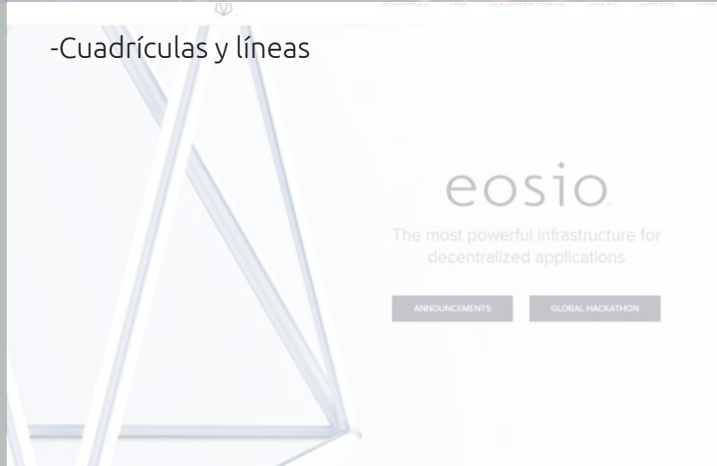 -Cuadrículas y líneas
eosio
The most powerful infrastructure for
decentralized applications
ANNOUNCEMENTS
GLOBAL HACKATHON